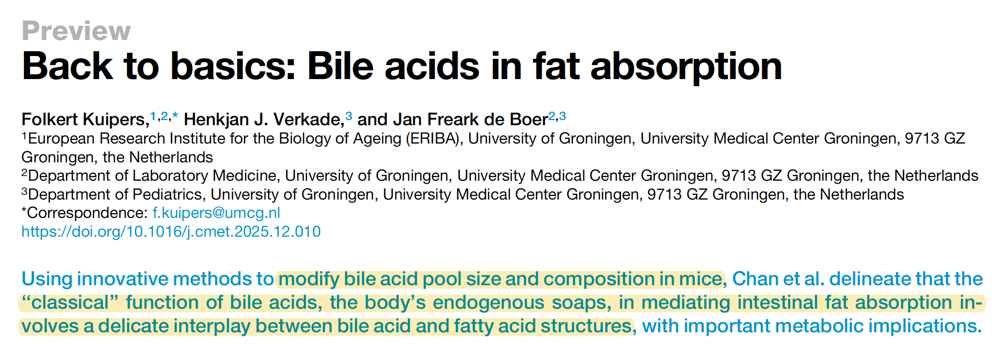 Preview
Back to basics: Bile acids in fat absorption
Folkert Kuipers,1,2,* Henkjan J. Verkade,3 and Jan Freark de Boer2,3
1European Research Institute for the Biology of Ageing (ERIBA), University of Groningen, University Medical Center Groningen, 9713 GZ
Groningen, the Netherlands
2Department of Laboratory Medicine, University of Groningen, University Medical Center Groningen, 9713 GZ Groningen, the Netherlands
3Department of Pediatrics, University of Groningen, University Medical Center Groningen, 9713 GZ Groningen, the Netherlands
*Correspondence: f.kuipers@umcg.nl
https://doi.org/10.1016/j.cmet.2025.12.010
Using innovative methods to modify bile acid pool size and composition in mice, Chan et al. delineate that the
“classical” function of bile acids, the body’s endogenous soaps, in mediating intestinal fat absorption in-
volves a delicate interplay between bile acid and fatty acid structures, with important metabolic implications.